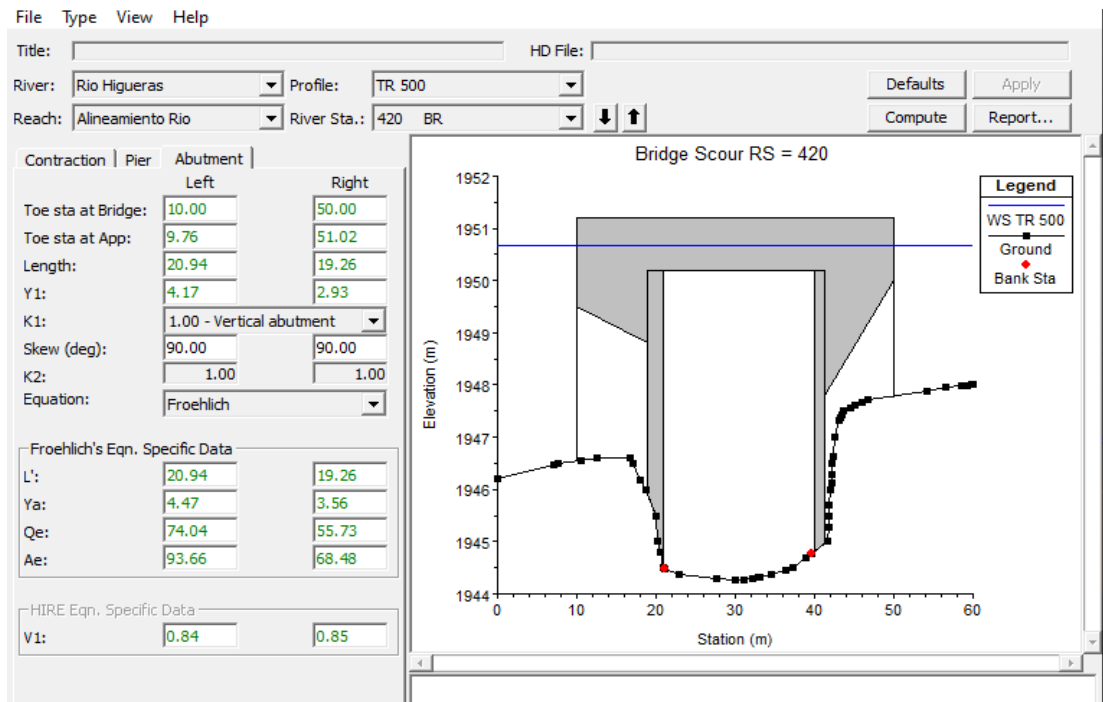 File Type View Help
Title: HD File:
River: Rio Higueras Profile: TR 500 Defaults Apply
Reach: Alineamiento Rio River Sta.: 420 BR Compute Report...
Contraction Pier Abutment
Left Right
Toe sta at Bridge: 10.00 50.00
Toe sta at App: 9.76 51.02
Length: 20.94 19.26
Y1: 4.17 2.93
K1: 1.00 - Vertical abutment
Skew (deg): 90.00 90.00
K2: 1.00 1.00
Equation: Froehlich
Froehlich's Eqn. Specific Data
L': 20.94 19.26
Ya: 4.47 3.56
Qe: 74.04 55.73
Ae: 93.66 68.48
HIRE Eqn. Specific Data
V1: 0.84 0.85
Bridge Scour RS = 420
1952
1951
1950
1949
1948
1947
1946
1945
1944
Elevation (m)
0 10 20 30 40 50 60
Station (m)
Legend
WS TR 500
Ground
Bank Sta